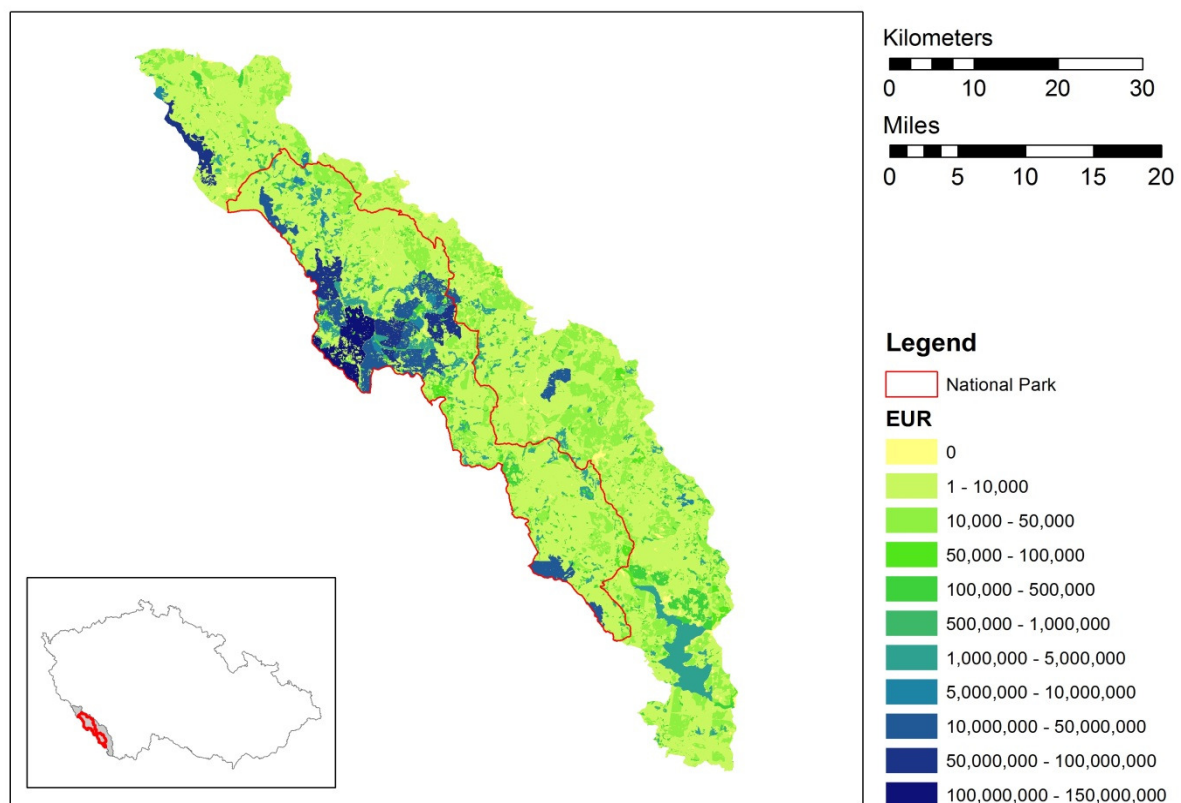 Kilometers
0 10 20 30
Miles
0 5 10 15 20
Legend
National Park
EUR
0
1 - 10,000
10,000 - 50,000
50,000 - 100,000
100,000 - 500,000
500,000 - 1,000,000
1,000,000 - 5,000,000
5,000,000 - 10,000,000
10,000,000 - 50,000,000
50,000,000 - 100,000,000
100,000,000 - 150,000,000